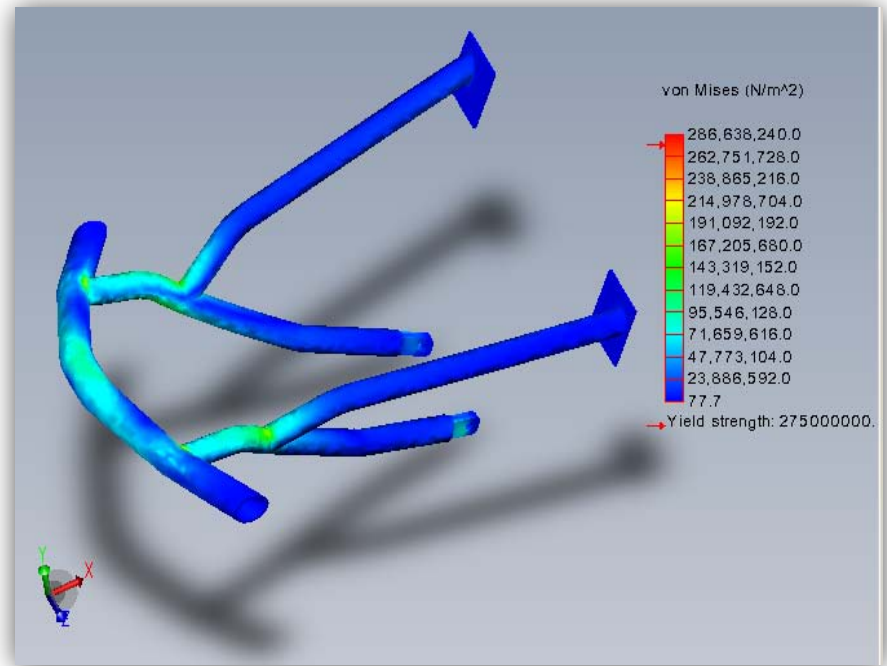 von Mises (N/m^2)
286,638,240.0
262,751,728.0
238,865,216.0
214,978,704.0
191,092,192.0
167,205,680.0
143,319,152.0
119,432,648.0
95,546,128.0
71,659,616.0
47,773,104.0
23,886,592.0
77.7
Yield strength: 275000000.
Y
X
Z